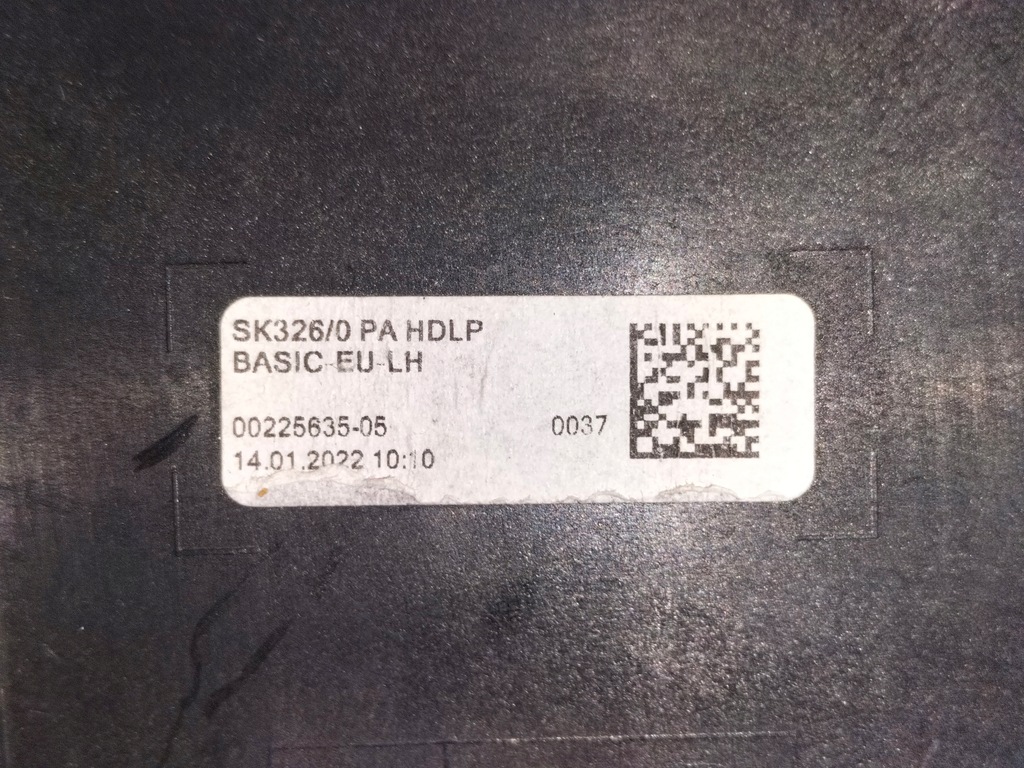 SK326/0 PA HDLP
BASIC-EU-LH
00225635-05
0037
14.01.2022 10:10